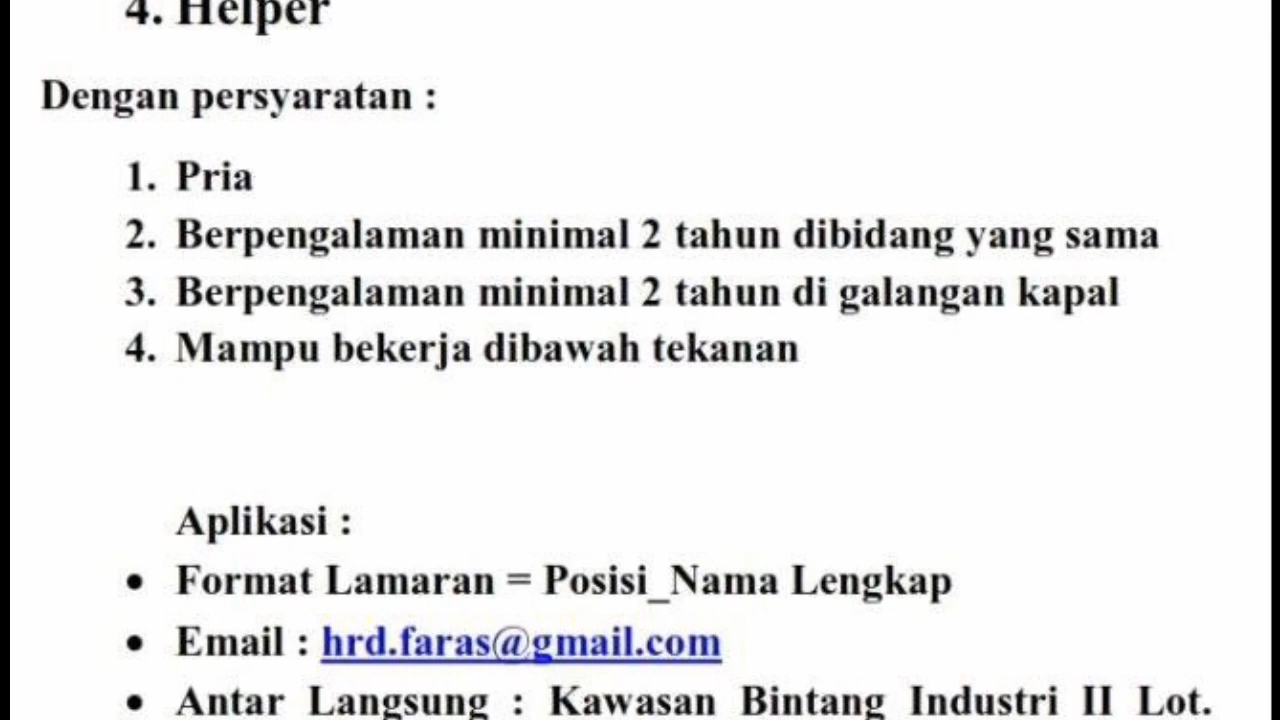 4. Helper
Dengan persyaratan :
1. Pria
2. Berpengalaman minimal 2 tahun dibidang yang sama
3. Berpengalaman minimal 2 tahun di galangan kapal
4. Mampu bekerja dibawah tekanan
Aplikasi :
• Format Lamaran = Posisi_Nama Lengkap
• Email : hrd.faras@gmail.com
• Antar Langsung : Kawasan Bintang Industri II Lot.